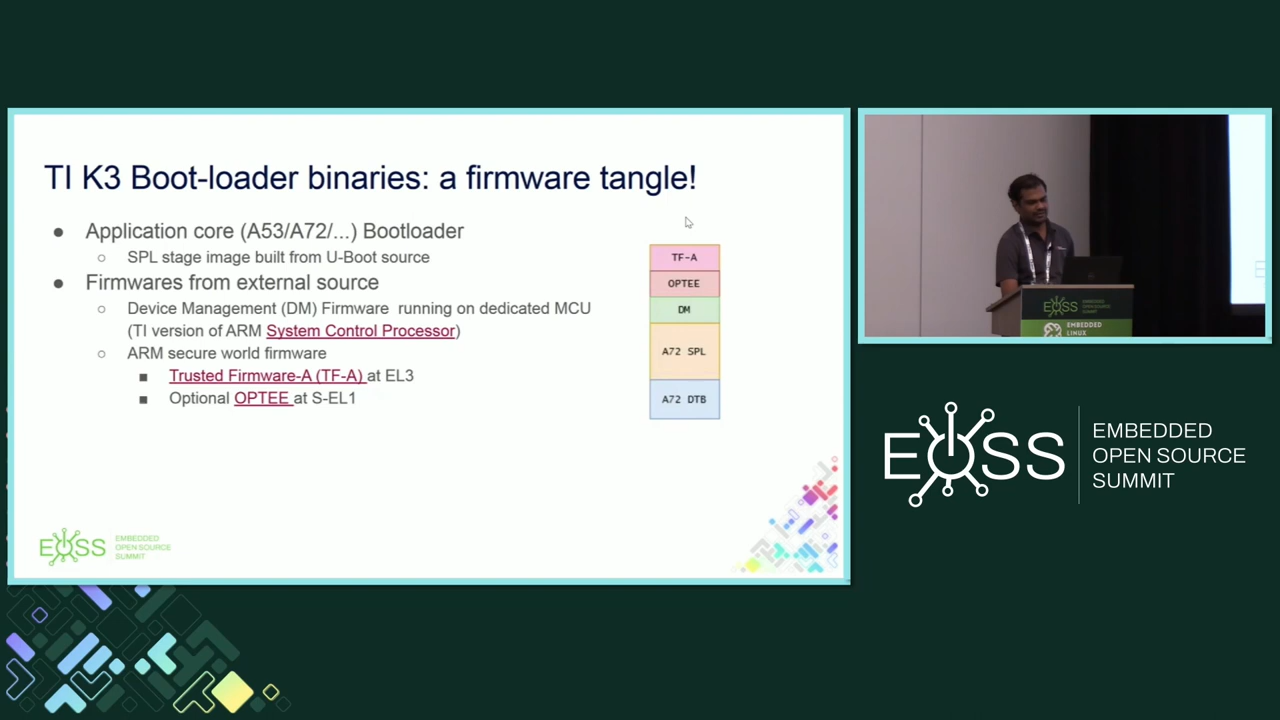 TI K3 Boot-loader binaries: a firmware tangle!
● Application core (A53/A72/...) Bootloader
○ SPL stage image built from U-Boot source
● Firmwares from external source
○ Device Management (DM) Firmware running on dedicated MCU
(TI version of ARM System Control Processor)
○ ARM secure world firmware
■ Trusted Firmware-A (TF-A) at EL3
■ Optional OPTEE at S-EL1
TF-A
OPTEE
DM
A72 SPL
A72 DTB
EOSS
EMBEDDED
OPEN SOURCE
SUMMIT
EOSS
EMBEDDED
LINUX
EOSS
EMBEDDED
OPEN SOURCE
SUMMIT